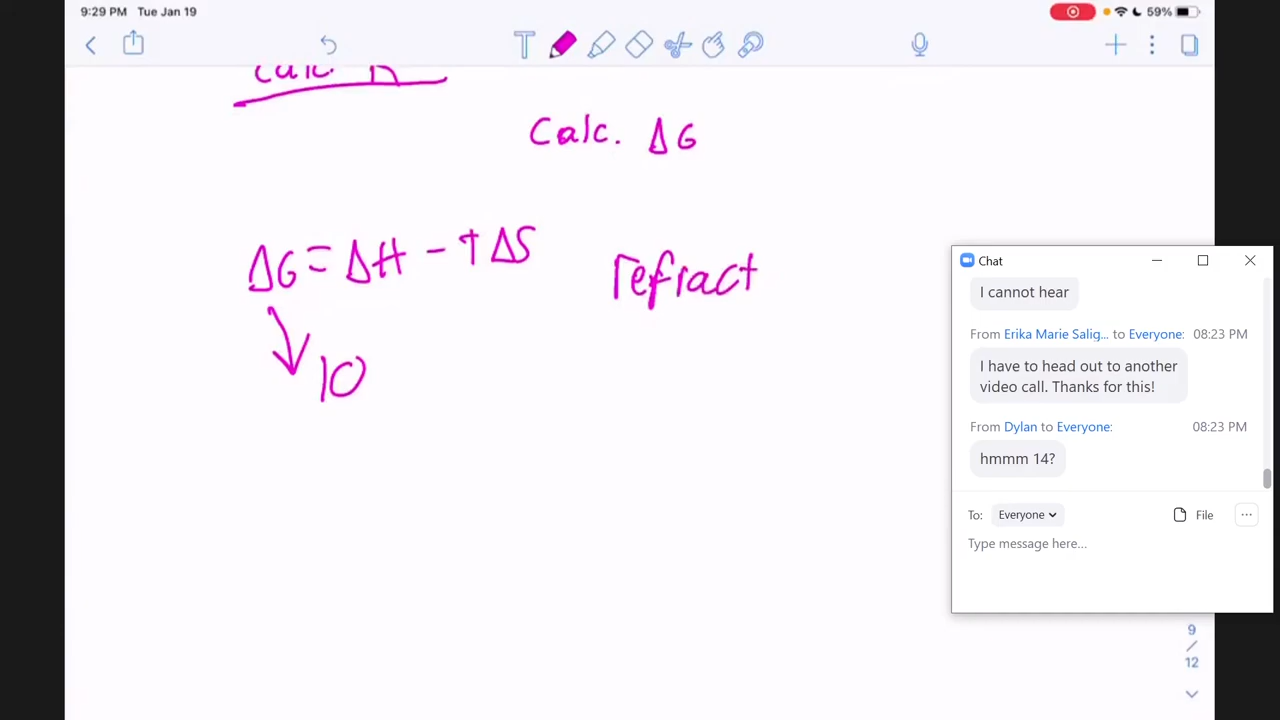 9:29 PM Tue Jan 19
59%
Calc. K
Calc. ΔG
ΔG = ΔH - TΔS
refract
10
Chat
I cannot hear
From Erika Marie Salig... to Everyone: 08:23 PM
I have to head out to another
video call. Thanks for this!
From Dylan to Everyone: 08:23 PM
hmmm 14?
To: Everyone File
Type message here...
9
/
12